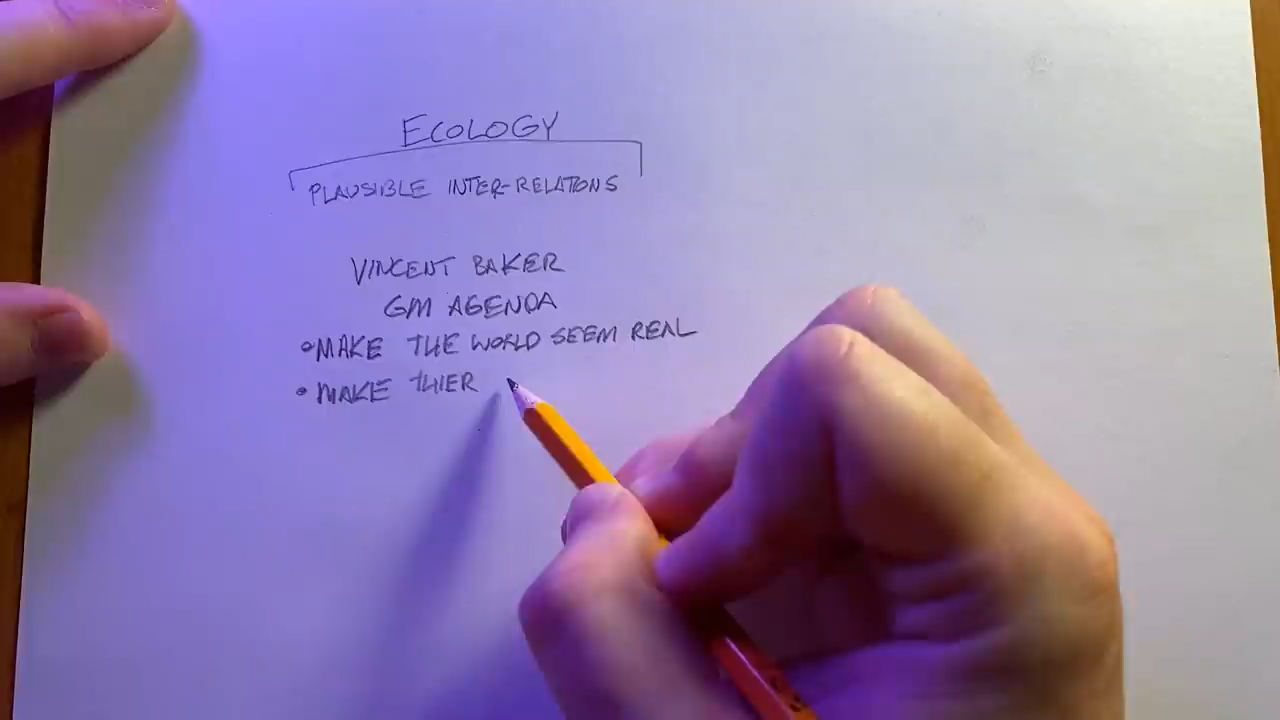 ECOLOGY
PLAUSIBLE INTER-RELATIONS
VINCENT BAKER
GM AGENDA
• MAKE THE WORLD SEEM REAL
• MAKE THIER